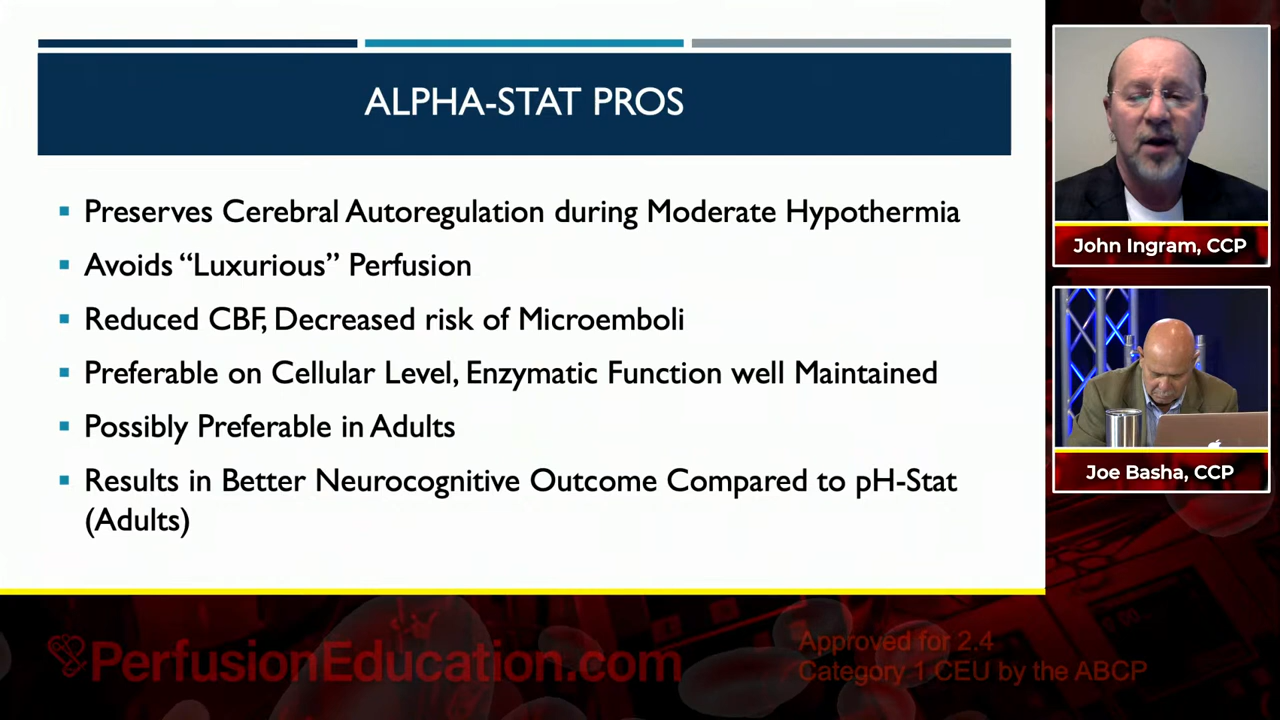 ALPHA-STAT PROS
Preserves Cerebral Autoregulation during Moderate Hypothermia
Avoids “Luxurious” Perfusion
Reduced CBF, Decreased risk of Microemboli
Preferable on Cellular Level, Enzymatic Function well Maintained
Possibly Preferable in Adults
Results in Better Neurocognitive Outcome Compared to pH-Stat
(Adults)
John Ingram, CCP
Joe Basha, CCP
PerfusionEducation.com
Approved for 2.4
Category 1 CEU by the ABCP